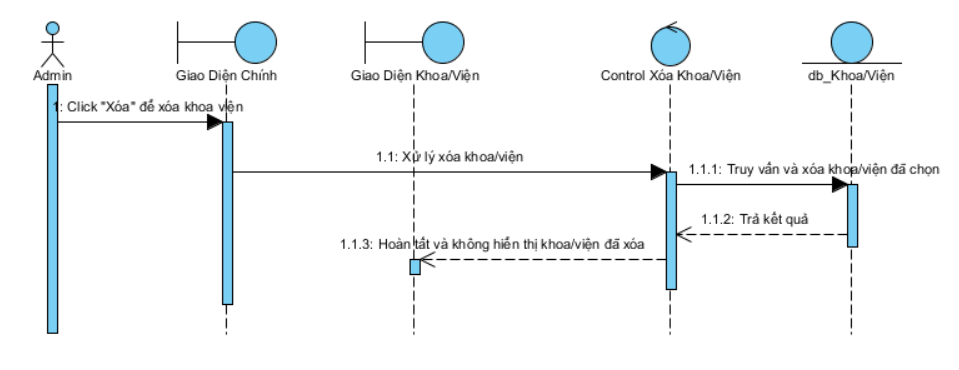 Admin
Giao Diện Chính
Giao Diện Khoa/Viện
Control Xóa Khoa/Viện
db_Khoa/Viện
1: Click "Xóa" để xóa khoa viện
1.1: Xử lý xóa khoa/viện
1.1.1: Truy vấn và xóa khoa/viện đã chọn
1.1.2: Trả kết quả
1.1.3: Hoàn tất và không hiển thị khoa/viện đã xóa